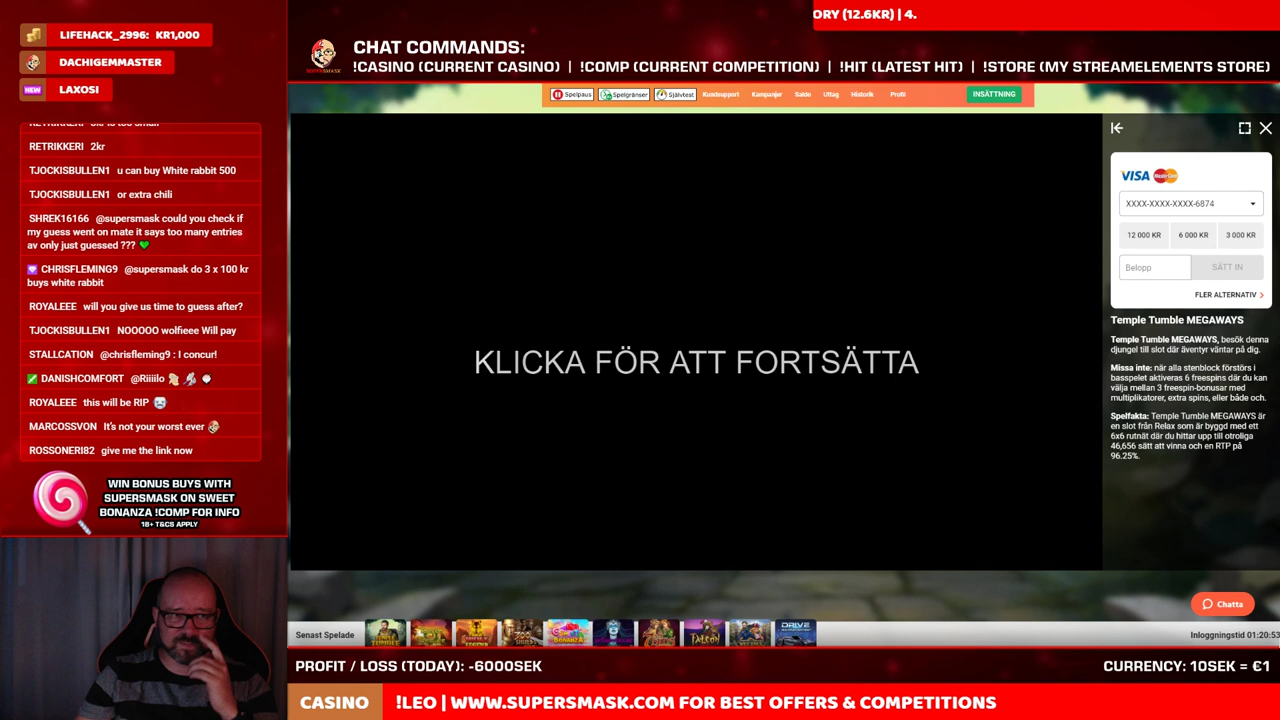 LIFEHACK_2996: KR1,000
DACHIGEMMASTER
NEW LAXOSI
ORY (12.6KR) | 4.
CHAT COMMANDS:
!CASINO (CURRENT CASINO) | !COMP (CURRENT COMPETITION) | !HIT (LATEST HIT) | !STORE (MY STREAMELEMENTS STORE)
Spelpaus Spelgränser Självtest Kundsupport Kampanjer Saldo Uttag Historik Profil INSÄTTNING
RETRIKKERI 2kr
TJOCKISBULLEN1 u can buy White rabbit 500
TJOCKISBULLEN1 or extra chili
SHREK16166 @supersmask could you check if
my guess went on mate it says too many entries
av only just guessed ???
CHRISFLEMING9 @supersmask do 3 x 100 kr
buys white rabbit
ROYALEEE will you give us time to guess after?
TJOCKISBULLEN1 NOOOOO wolfieee Will pay
STALLCATION @chrisfleming9 : I concur!
DANISHCOMFORT @Riiiilo
ROYALEEE this will be RIP
MARCOSSVON It's not your worst ever
ROSSONERI82 give me the link now
WIN BONUS BUYS WITH
SUPERSMASK ON SWEET
BONANZA !COMP FOR INFO
18+ T&CS APPLY
KLICKA FÖR ATT FORTSÄTTA
VISA MasterCard
XXXX-XXXX-XXXX-6874
12 000 KR 6 000 KR 3 000 KR
Belopp SÄTT IN
FLER ALTERNATIV
Temple Tumble MEGAWAYS
Temple Tumble MEGAWAYS, besök denna
djungel till slot där äventyr väntar på dig.
Missa inte: när alla stenblock förstörs i
basspelet aktiveras 6 freespins där du kan
välja mellan 3 freespin-bonusar med
multiplikatorer, extra spins, eller både och.
Spelfakta: Temple Tumble MEGAWAYS är
en slot från Relax som är byggd med ett
6x6 rutnät där du hittar upp till otroliga
46,656 sätt att vinna och en RTP på
96.25%.
Chatta
Senast Spelade
Inloggningstid 01:20:53
PROFIT / LOSS (TODAY): -6000SEK
CURRENCY: 10SEK = €1
CASINO !LEO | WWW.SUPERSMASK.COM FOR BEST OFFERS & COMPETITIONS